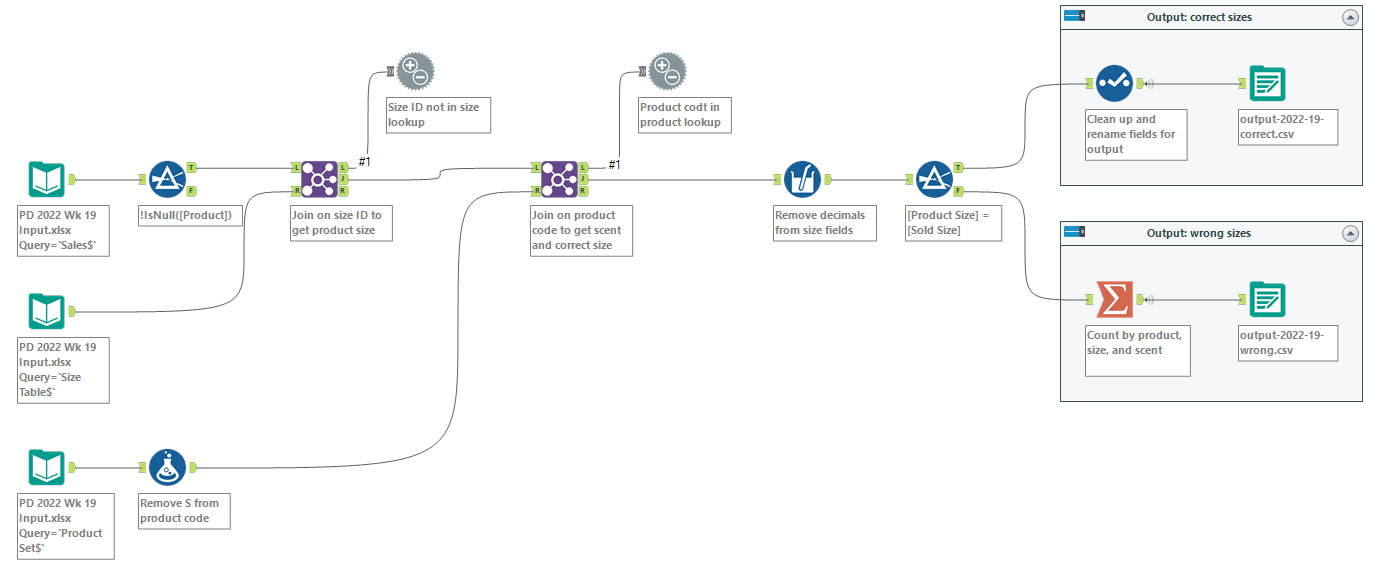 Output: correct sizes
Size ID not in size
lookup
Product codt in
product lookup
Clean up and
rename fields for
output
output-2022-19-
correct.csv
#1
#1
T
F
L
R
L
J
R
L
R
L
J
R
T
F
PD 2022 Wk 19
Input.xlsx
Query=`Sales$`
!IsNull([Product])
Join on size ID to
get product size
Join on product
code to get scent
and correct size
Remove decimals
from size fields
[Product Size] =
[Sold Size]
Output: wrong sizes
Count by product,
size, and scent
output-2022-19-
wrong.csv
PD 2022 Wk 19
Input.xlsx
Query=`Size
Table$`
PD 2022 Wk 19
Input.xlsx
Query=`Product
Set$`
Remove S from
product code